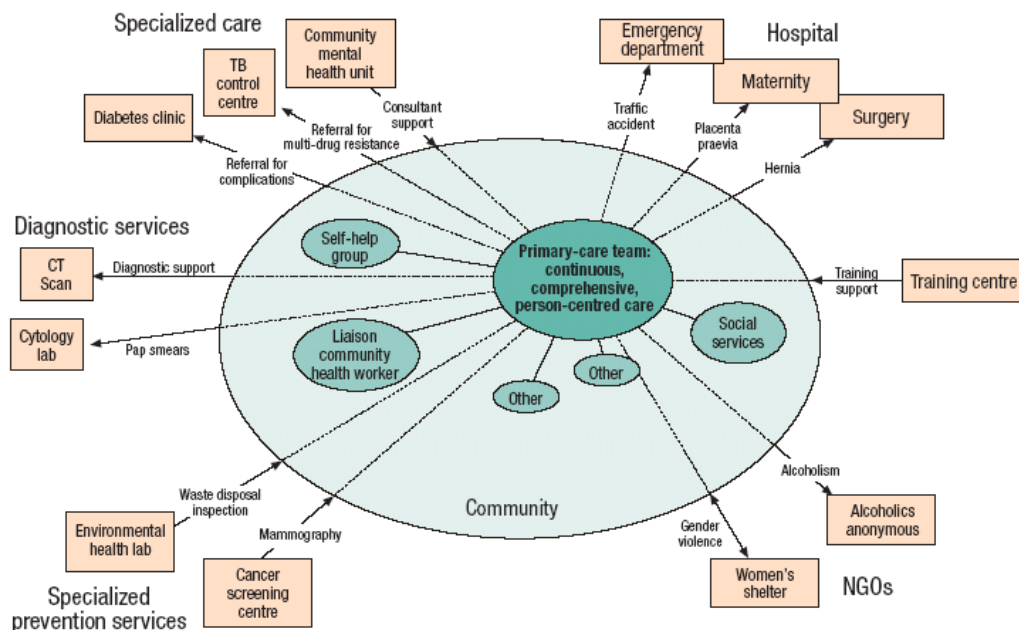 Specialized care
Community
mental
health unit
TB
control
centre
Diabetes clinic
Consultant
support
Referral for
multi-drug resistance
Referral for
complications
Emergency
department
Hospital
Maternity
Surgery
Traffic
accident
Placenta
praevia
Hernia
Diagnostic services
CT
Scan
Diagnostic support
Cytology
lab
Pap smears
Self-help
group
Primary-care team:
continuous,
comprehensive,
person-centred care
Training
support
Training centre
Liaison
community
health worker
Social
services
Other
Other
Community
Waste disposal
inspection
Environmental
health lab
Mammography
Cancer
screening
centre
Specialized
prevention services
Alcoholism
Alcoholics
anonymous
Gender
violence
Women's
shelter
NGOs